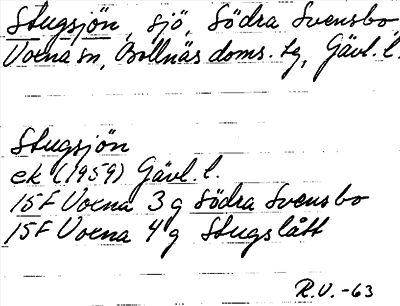 Stugsjön, sjö, Södra Svensbo,
Voxna sn, Bollnäs doms. tg, Gävl. l.
Stugsjön
ek (1959) Gävl. l.
15F Voxna 3 g Södra Svensbo
15F Voxna 4 g Stugslått
R.V. -63